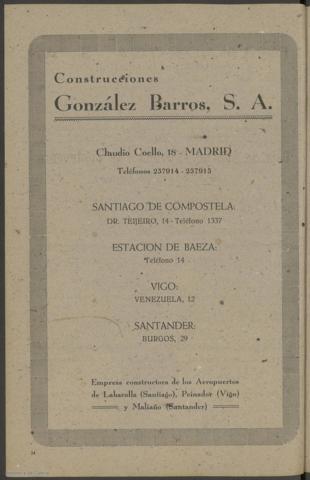 Construcciones
González Barros, S. A.
Claudio Coello, 18 - MADRID
Teléfonos 257914 - 257915
SANTIAGO DE COMPOSTELA:
DR. TEIJEIRO, 14 - Teléfono 1337
ESTACION DE BAEZA:
Teléfono 14
VIGO:
VENEZUELA, 12
SANTANDER:
BURGOS, 29
Empresa constructora de los Aeropuertos
de Labacolla (Santiago), Peinador (Vigo)
y Maliaño (Santander)